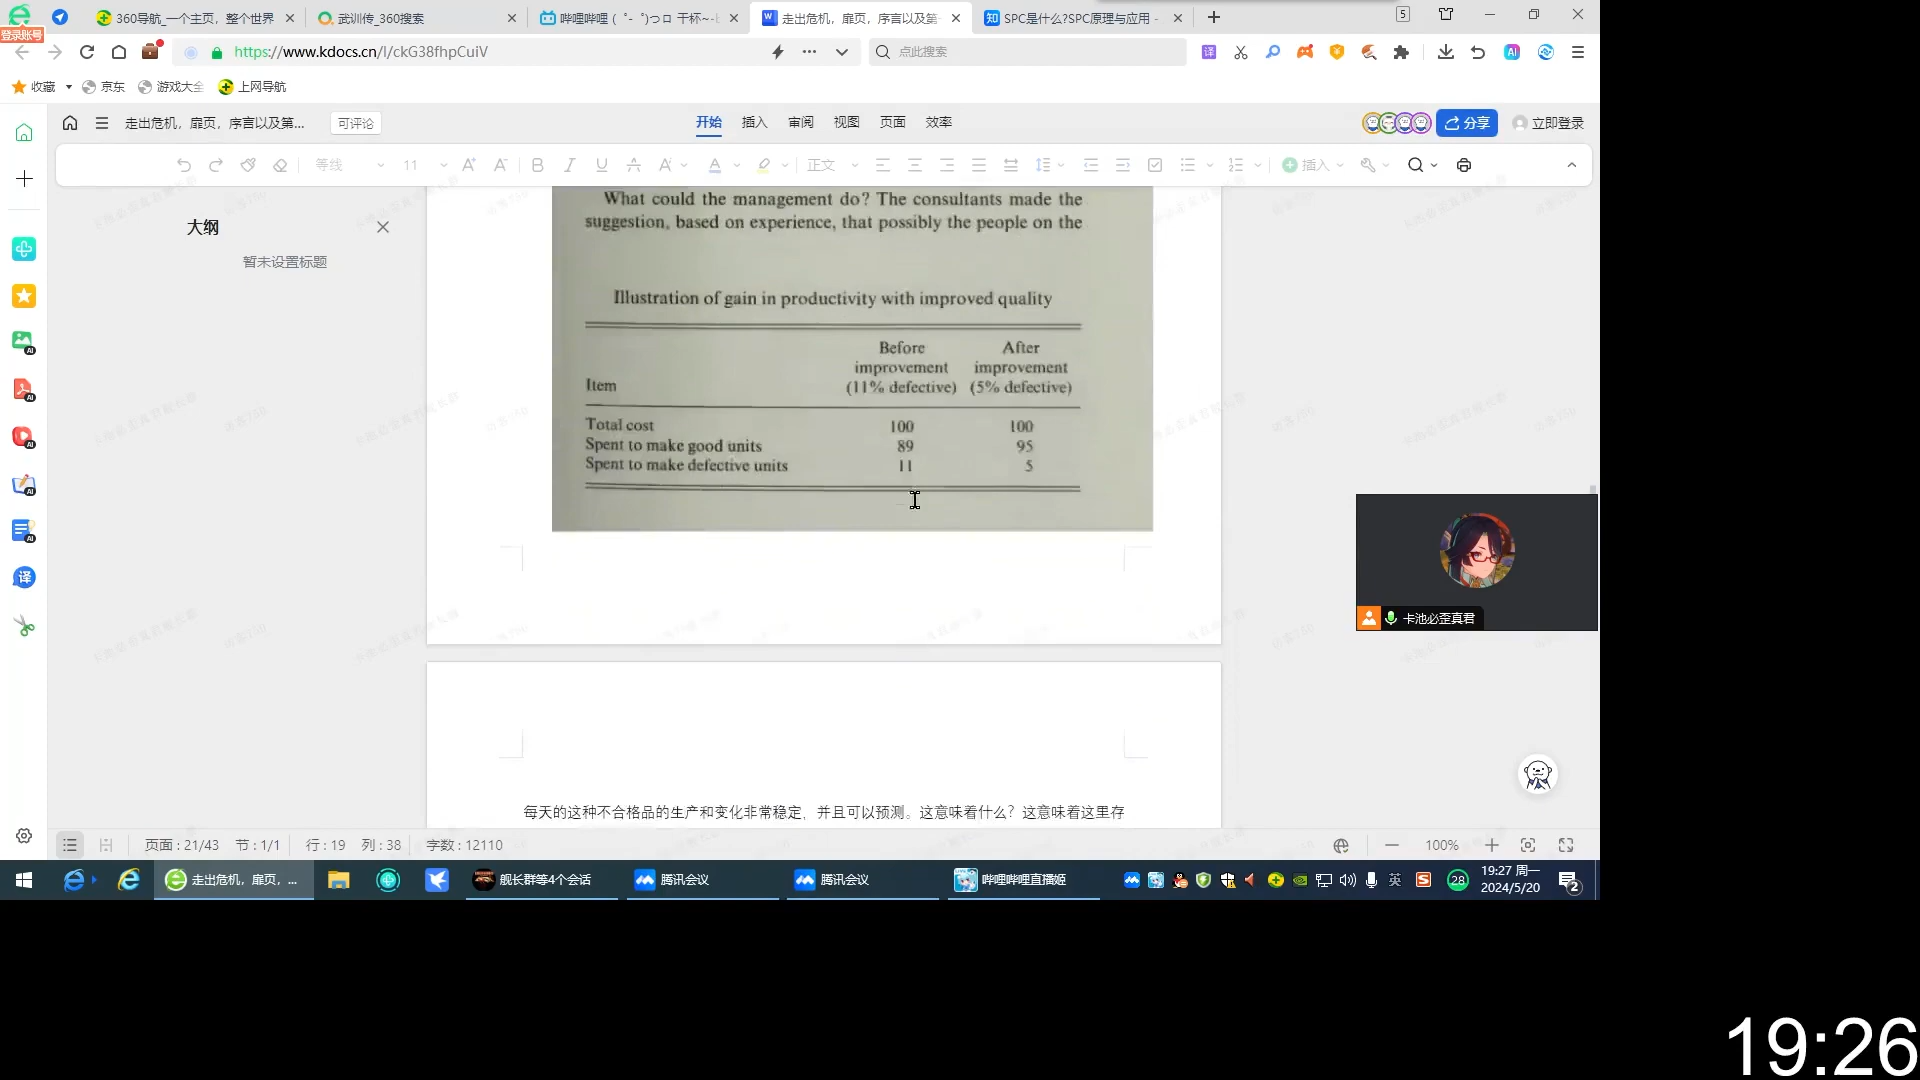 360导航_一个主页，整个世界
武训传_360搜索
哔哩哔哩 ( ゜- ゜)つロ 干杯~-b
走出危机，扉页，序言以及第一
SPC是什么?SPC原理与应用 -
5
登录账号
https://www.kdocs.cn/l/ckG38fhpCuiV
点此搜索
收藏
京东
游戏大全
上网导航
走出危机，扉页，序言以及第...
可评论
开始
插入
审阅
视图
页面
效率
分享
立即登录
等线
11
正文
插入
大纲
暂未设置标题
What could the management do? The consultants made the
suggestion, based on experience, that possibly the people on the
Illustration of gain in productivity with improved quality
Before After
improvement improvement
Item (11% defective) (5% defective)
Total cost 100 100
Spent to make good units 89 95
Spent to make defective units 11 5
卡池必歪真君
每天的这种不合格品的生产和变化非常稳定，并且可以预测。这意味着什么？这意味着这里存
页面：21/43
节：1/1
行：19
列：38
字数：12110
100%
走出危机，扉页，...
舰长群等4个会话
腾讯会议
腾讯会议
哔哩哔哩直播姬
英
28
19:27 周一
2024/5/20
2
19:26